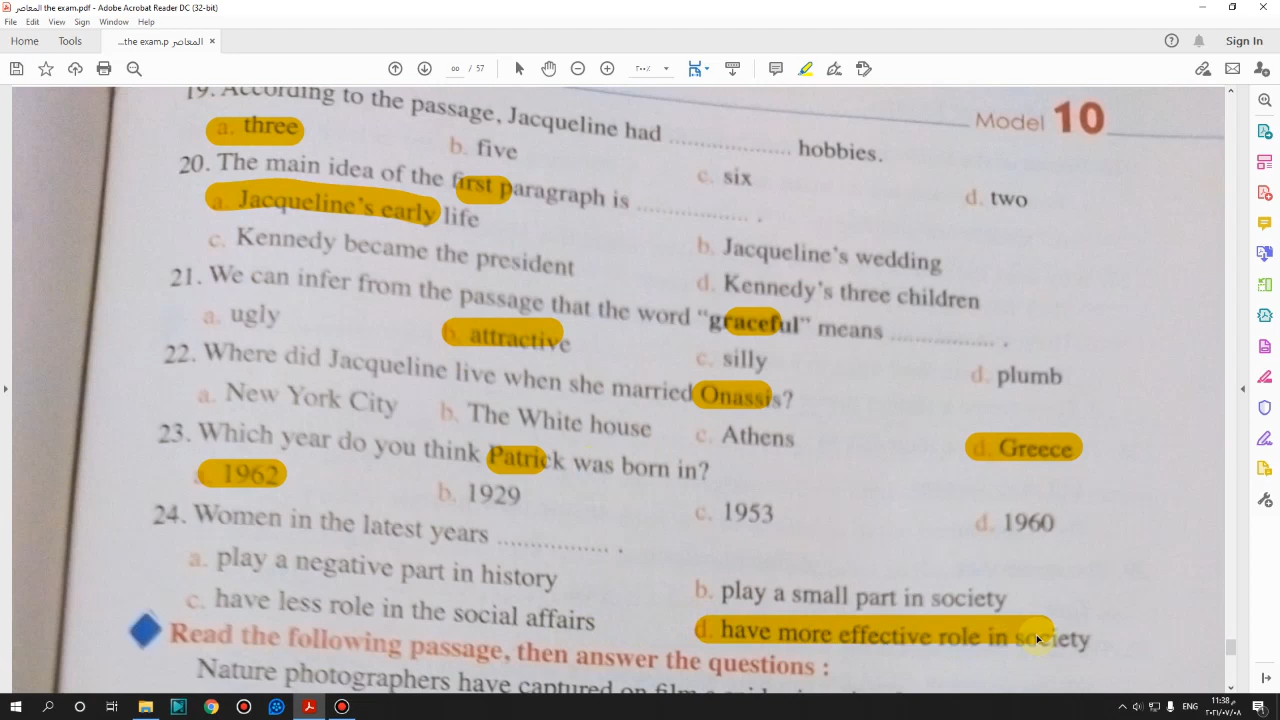 المعاصر the exam.pdf - Adobe Acrobat Reader DC (32-bit)
File Edit View Sign Window Help
Home Tools ...the exam.p المعاصر × Sign In
٥٥ / 57 ٢٠٠٪
19. According to the passage, Jacqueline had .................. hobbies.
Model 10
a. three b. five c. six d. two
20. The main idea of the first paragraph is .................. .
a. Jacqueline's early life b. Jacqueline's wedding
c. Kennedy became the president d. Kennedy's three children
21. We can infer from the passage that the word “graceful” means .................. .
a. ugly b. attractive c. silly d. plumb
22. Where did Jacqueline live when she married Onassis?
a. New York City b. The White house c. Athens d. Greece
23. Which year do you think Patrick was born in?
a. 1962 b. 1929 c. 1953 d. 1960
24. Women in the latest years .................. .
a. play a negative part in history b. play a small part in society
c. have less role in the social affairs d. have more effective role in society
Read the following passage, then answer the questions :
Nature photographers have captured on film
ENG م 11:38
٢٠٢١/٠٧/٠٨